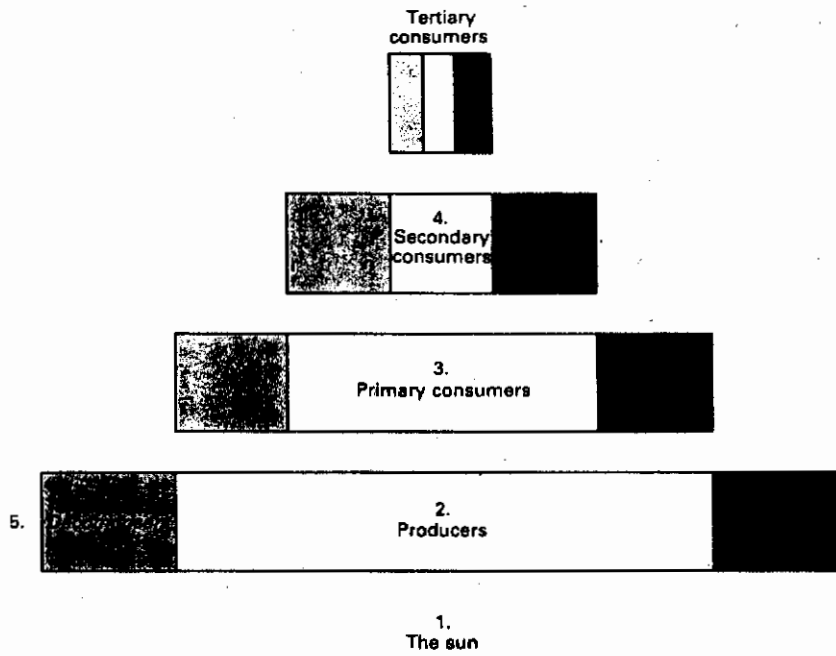 Tertiary
consumers
4.
Secondary
consumers
3.
Primary consumers
5.
2.
Producers
1.
The sun